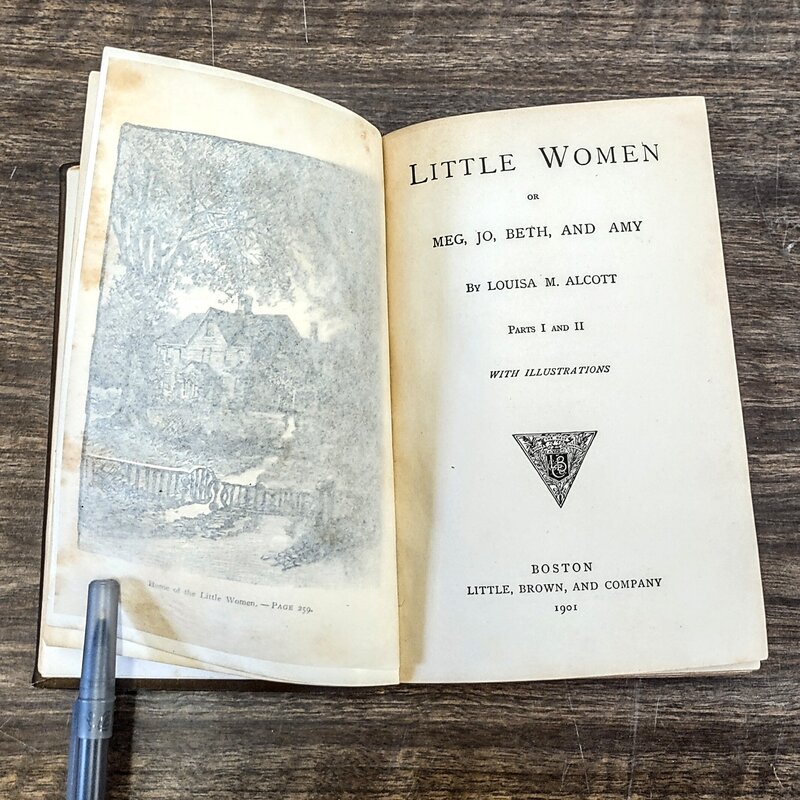 Home of the Little Women. — PAGE 259.
LITTLE WOMEN
OR
MEG, JO, BETH, AND AMY
BY LOUISA M. ALCOTT
PARTS I AND II
WITH ILLUSTRATIONS
BOSTON
LITTLE, BROWN, AND COMPANY
1901